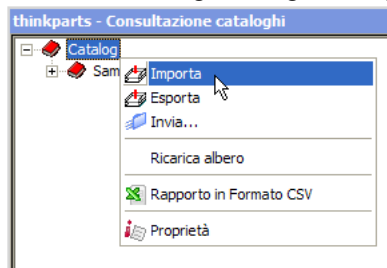 thinkparts - Consultazione cataloghi
Catalog
Sam
Importa
Esporta
Invia...
Ricarica albero
Rapporto in Formato CSV
Proprietà